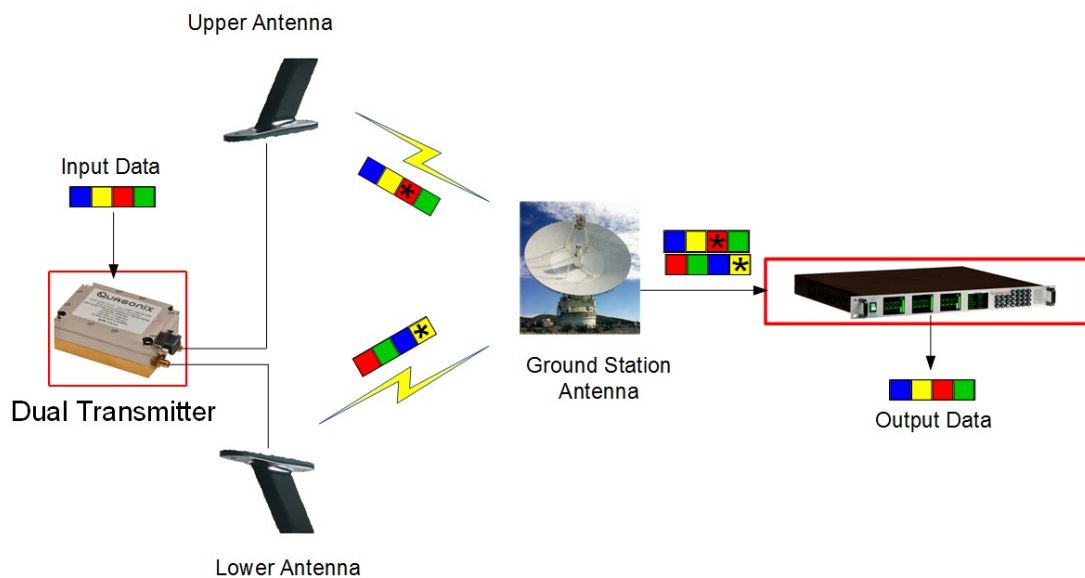 Upper Antenna
Input Data
QUASONIX
Dual Transmitter
Ground Station
Antenna
Output Data
Lower Antenna